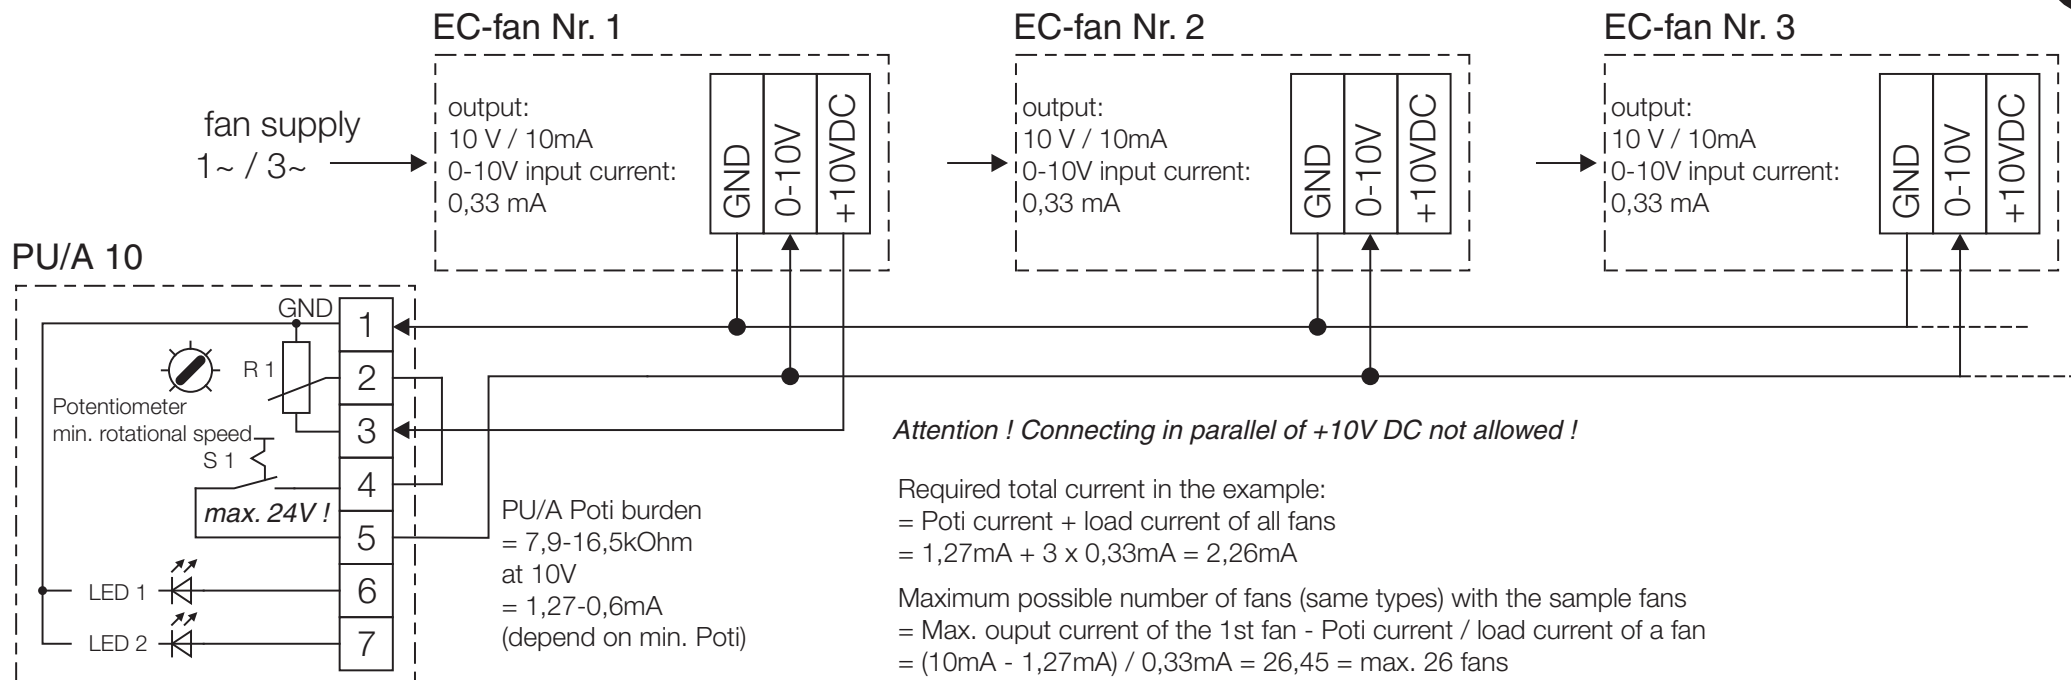 EC-fan Nr. 1
EC-fan Nr. 2
EC-fan Nr. 3
fan supply
1~ / 3~
output:
10 V / 10mA
0-10V input current:
0,33 mA
GND
0-10V
+10VDC
output:
10 V / 10mA
0-10V input current:
0,33 mA
GND
0-10V
+10VDC
output:
10 V / 10mA
0-10V input current:
0,33 mA
GND
0-10V
+10VDC
PU/A 10
GND
1
R 1
2
Potentiometer
min. rotational speed
3
S 1
4
max. 24V !
5
LED 1
6
LED 2
7
PU/A Poti burden
= 7,9-16,5kOhm
at 10V
= 1,27-0,6mA
(depend on min. Poti)
Attention ! Connecting in parallel of +10V DC not allowed !
Required total current in the example:
= Poti current + load current of all fans
= 1,27mA + 3 x 0,33mA = 2,26mA
Maximum possible number of fans (same types) with the sample fans
= Max. ouput current of the 1st fan - Poti current / load current of a fan
= (10mA - 1,27mA) / 0,33mA = 26,45 = max. 26 fans